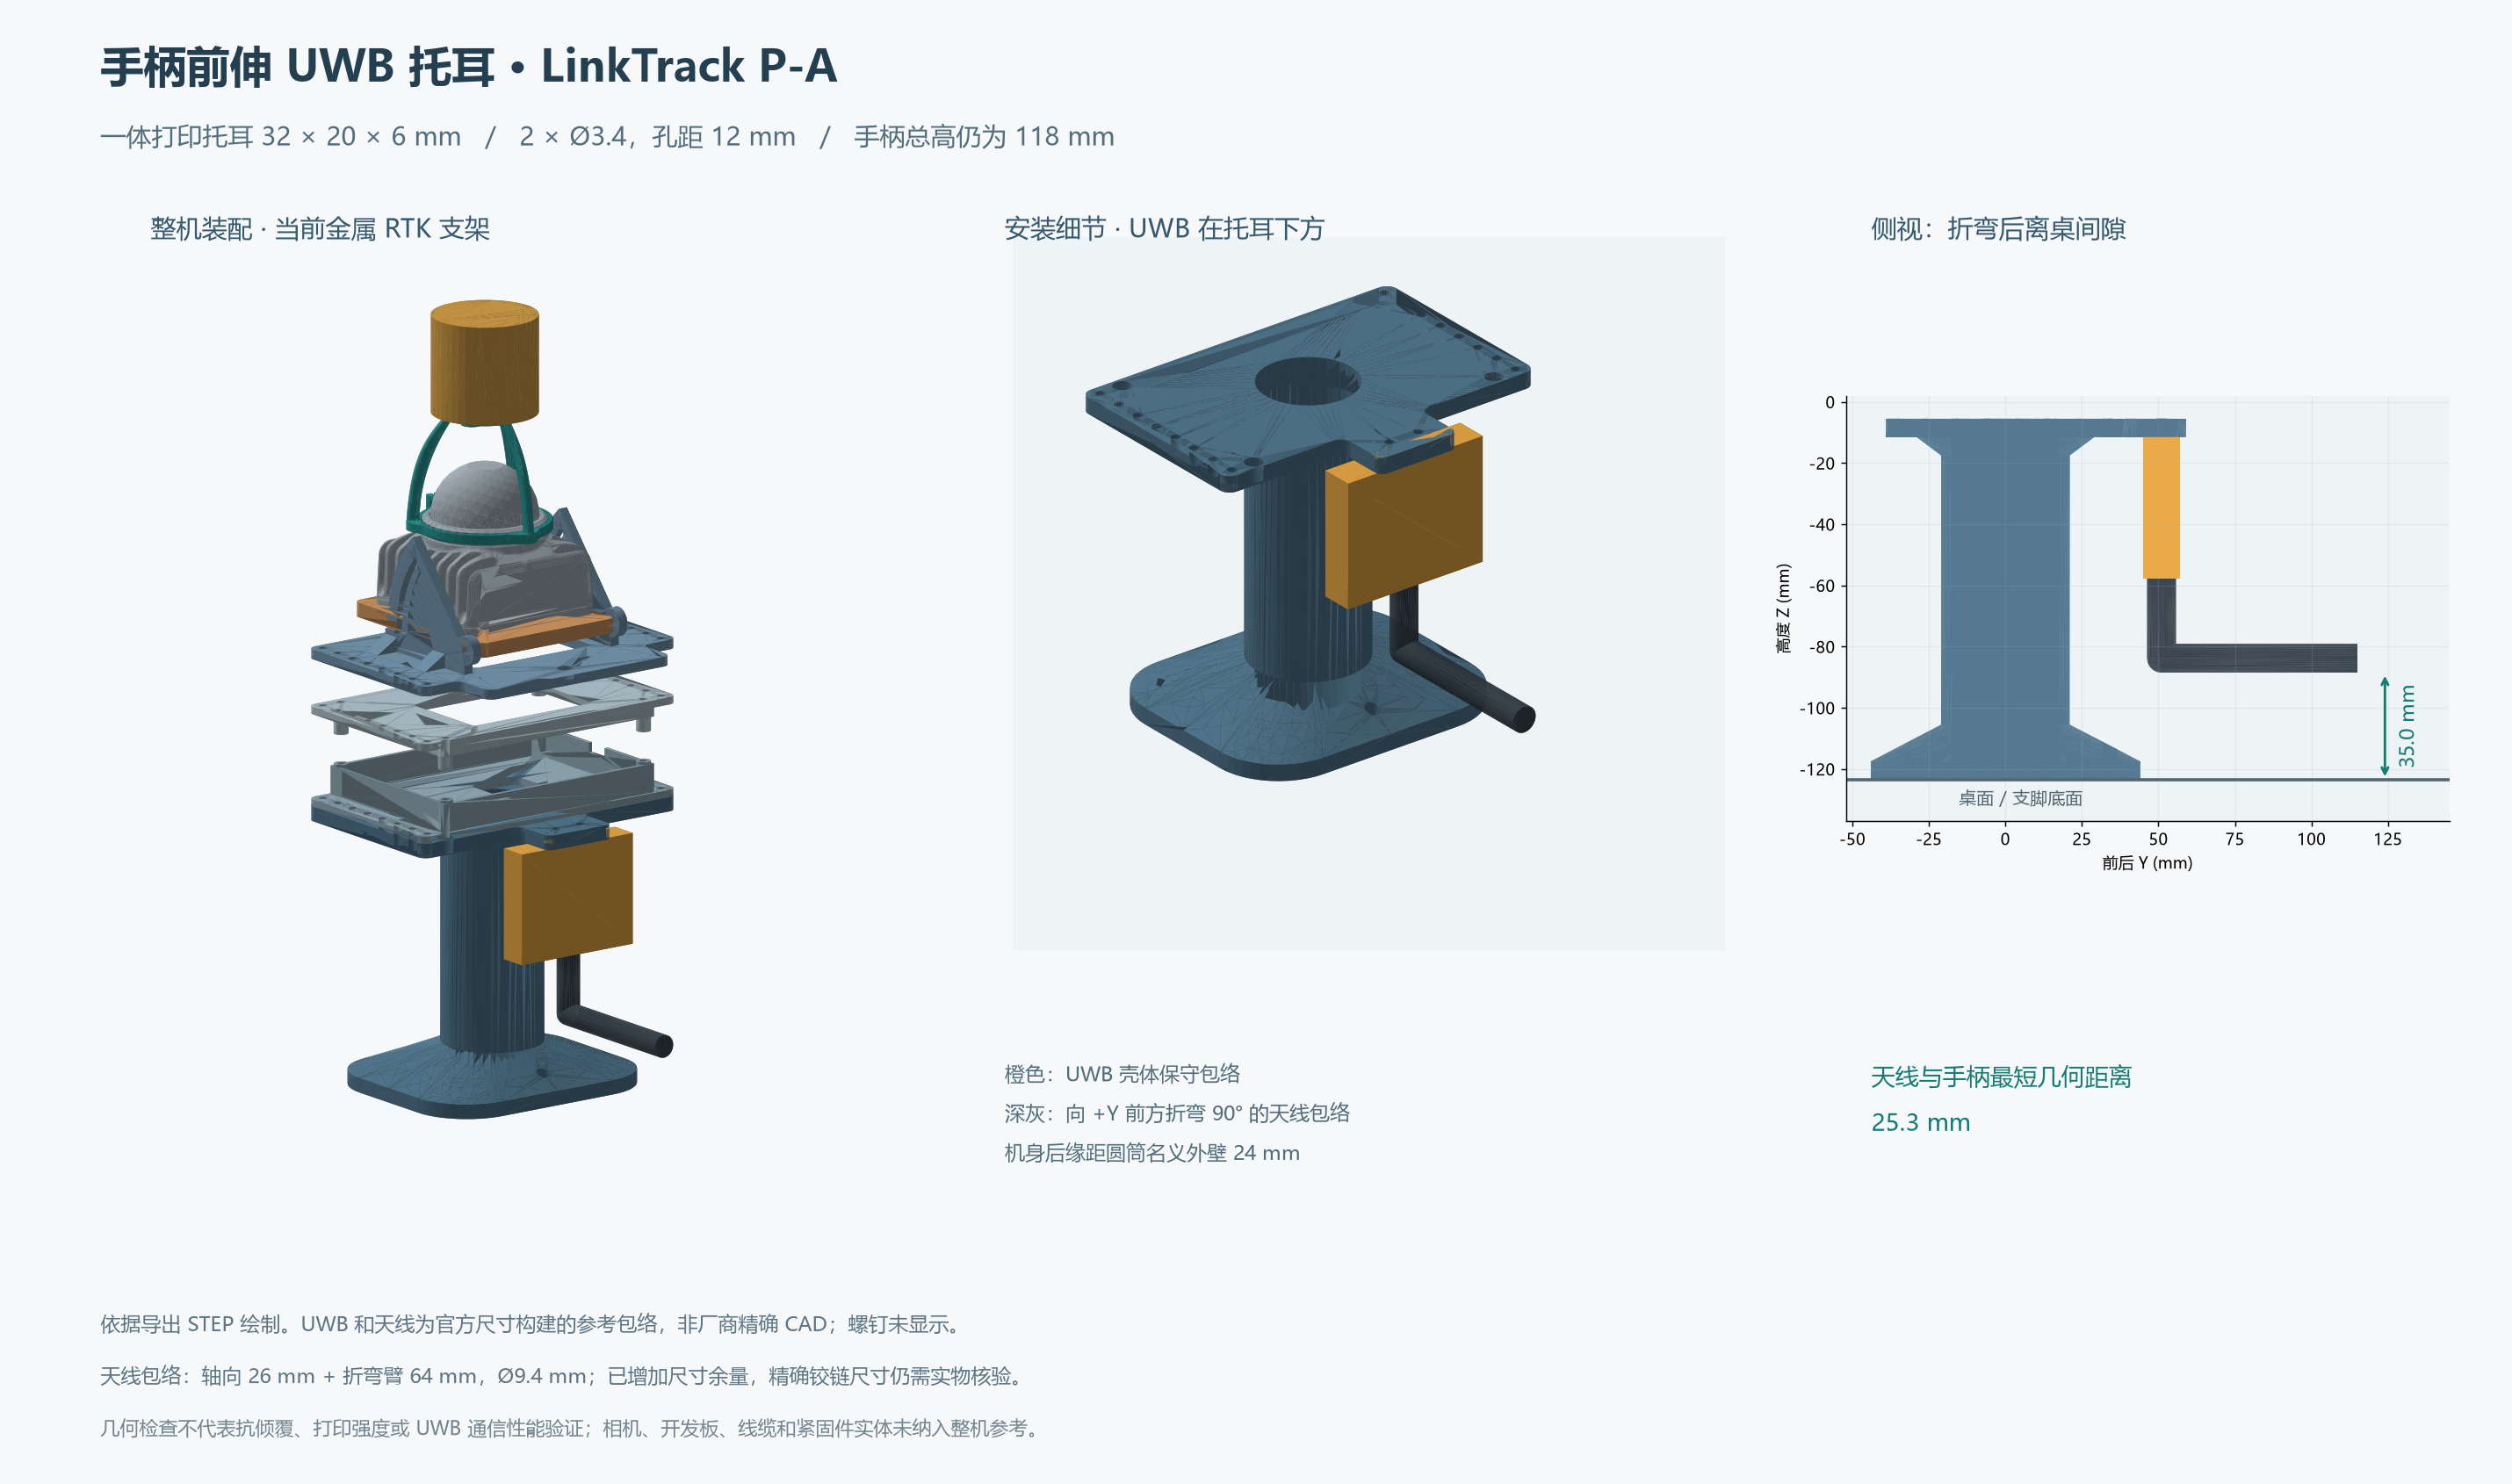 手柄前伸 UWB 托耳 • LinkTrack P-A
一体打印托耳 32 × 20 × 6 mm / 2 × Ø3.4，孔距 12 mm / 手柄总高仍为 118 mm
整机装配 · 当前金属 RTK 支架
安装细节 · UWB 在托耳下方
侧视：折弯后离桌间隙
0
-20
-40
-60
-80
-100
-120
高度 Z (mm)
35.0 mm
桌面 / 支脚底面
-50 -25 0 25 50 75 100 125
前后 Y (mm)
橙色：UWB 壳体保守包络
深灰：向 +Y 前方折弯 90° 的天线包络
机身后缘距圆筒名义外壁 24 mm
天线与手柄最短几何距离
25.3 mm
依据导出 STEP 绘制。UWB 和天线为官方尺寸构建的参考包络，非厂商精确 CAD；螺钉未显示。
天线包络：轴向 26 mm + 折弯臂 64 mm，Ø9.4 mm；已增加尺寸余量，精确铰链尺寸仍需实物核验。
几何检查不代表抗倾覆、打印强度或 UWB 通信性能验证；相机、开发板、线缆和紧固件实体未纳入整机参考。